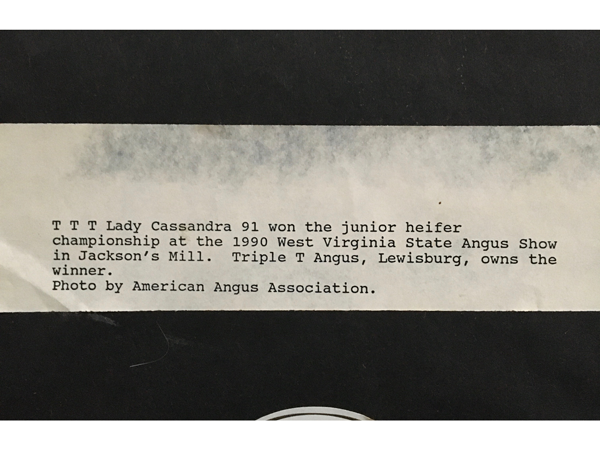 T T T Lady Cassandra 91 won the junior heifer
championship at the 1990 West Virginia State Angus Show
in Jackson's Mill.  Triple T Angus, Lewisburg, owns the
winner.
Photo by American Angus Association.